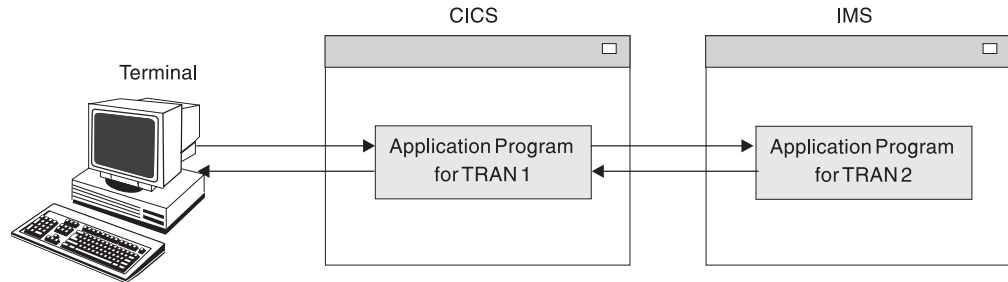 CICS
IMS
Terminal
Application Program
for TRAN 1
Application Program
for TRAN 2